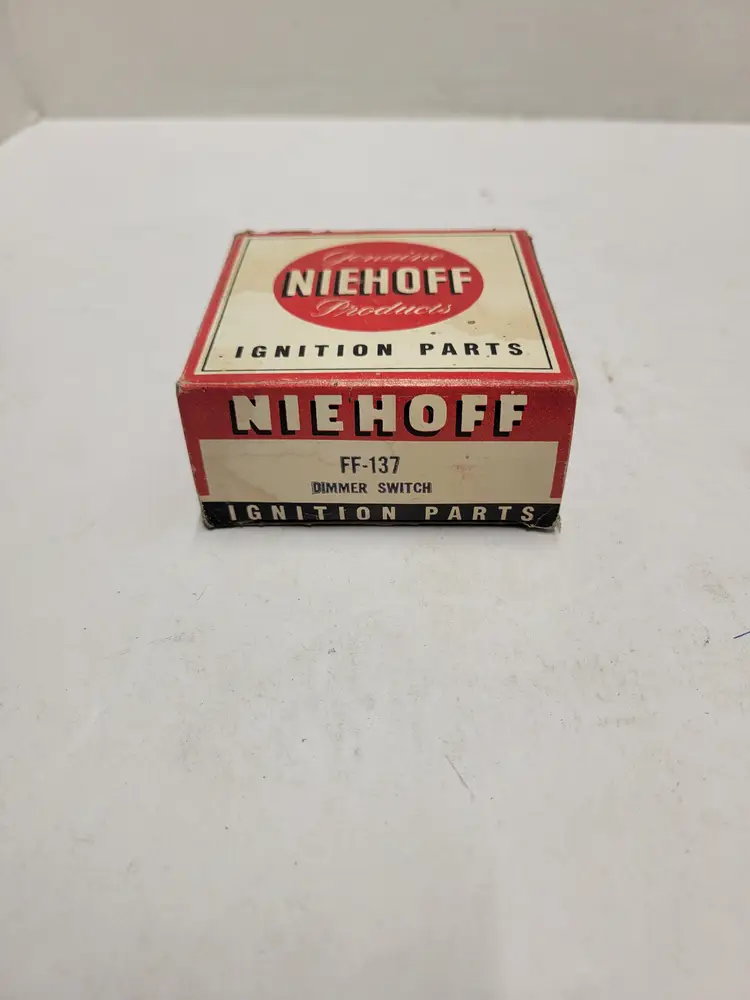 Genuine
NIEHOFF
Products
IGNITION PARTS
NIEHOFF
FF-137
DIMMER SWITCH
IGNITION PARTS